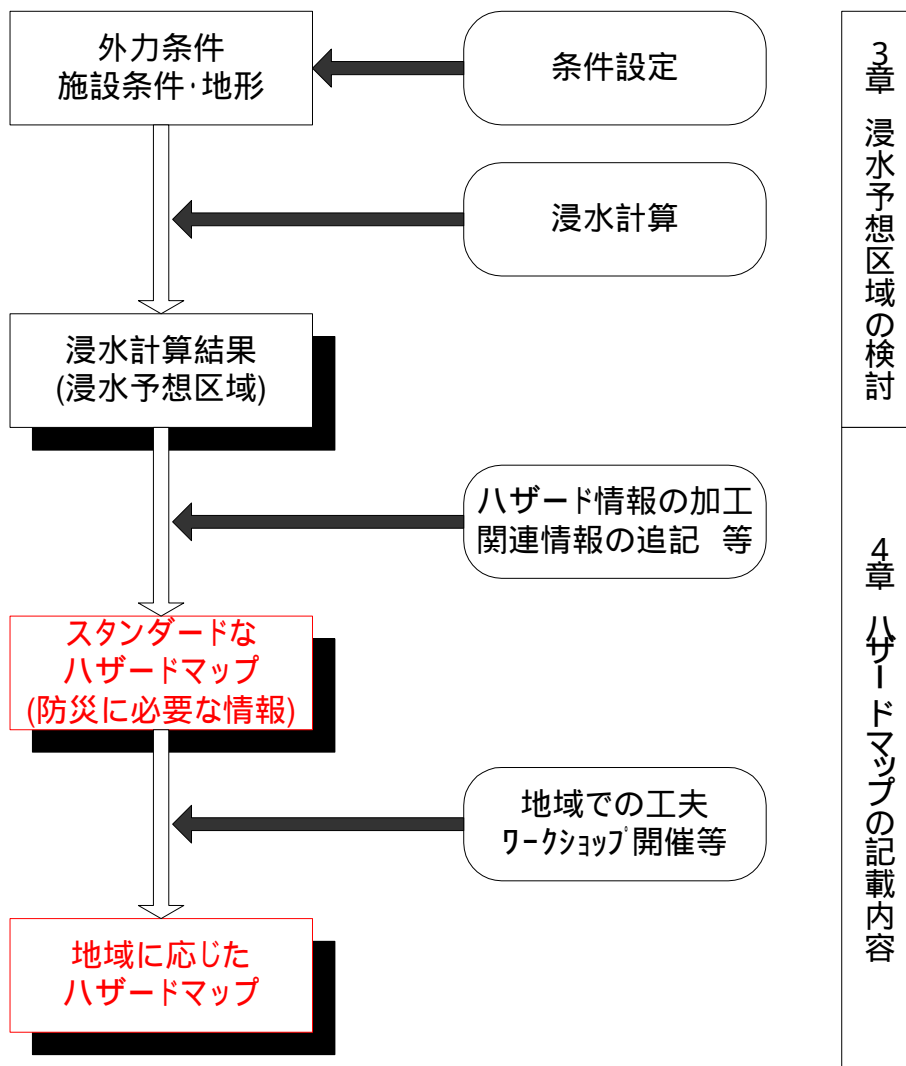 外力条件
施設条件・地形
条件設定
浸水計算
浸水計算結果
(浸水予想区域)
ハザード情報の加工
関連情報の追記 等
スタンダードな
ハザードマップ
(防災に必要な情報)
地域での工夫
ワークショップ開催等
地域に応じた
ハザードマップ
3章 浸水予想区域の検討
4章 ハザードマップの記載内容